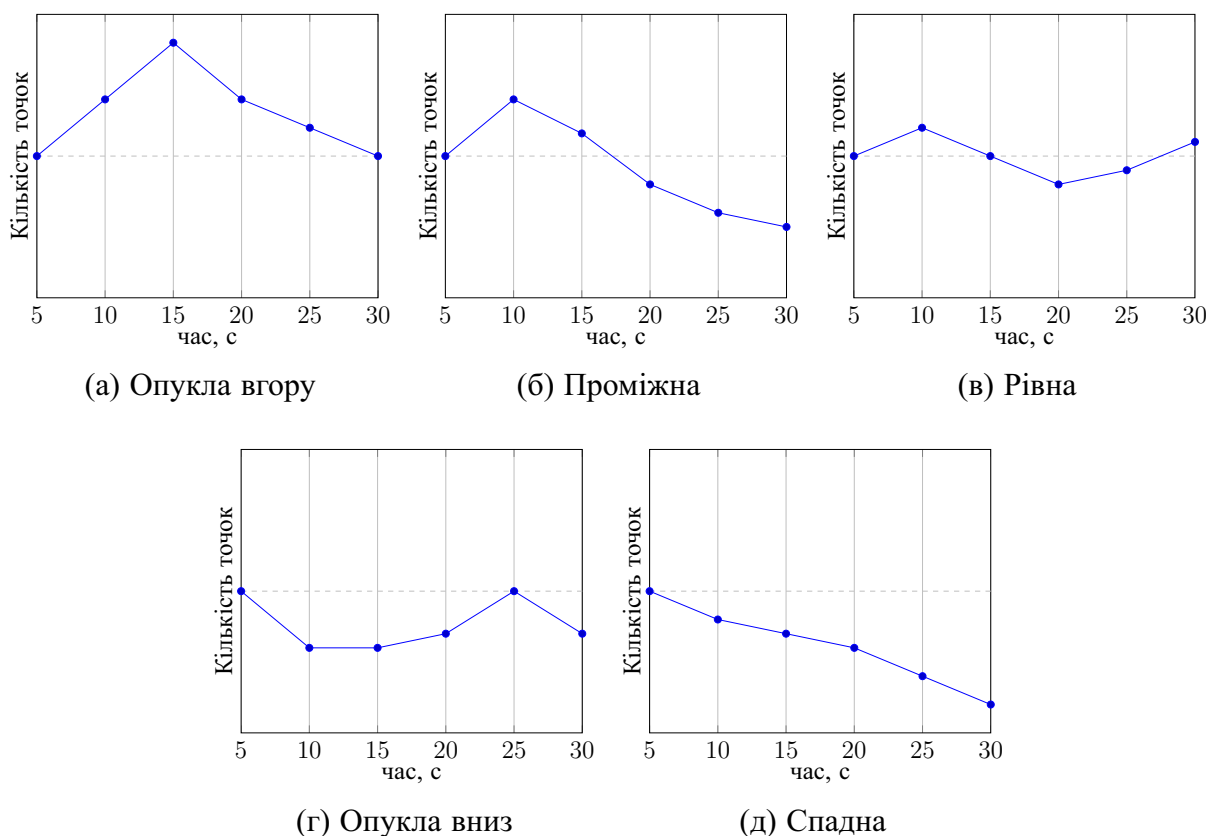 Кількість точок
5 10 15 20 25 30
час, с
(а) Опукла вгору
Кількість точок
5 10 15 20 25 30
час, с
(б) Проміжна
Кількість точок
5 10 15 20 25 30
час, с
(в) Рівна
Кількість точок
5 10 15 20 25 30
час, с
(г) Опукла вниз
Кількість точок
5 10 15 20 25 30
час, с
(д) Спадна